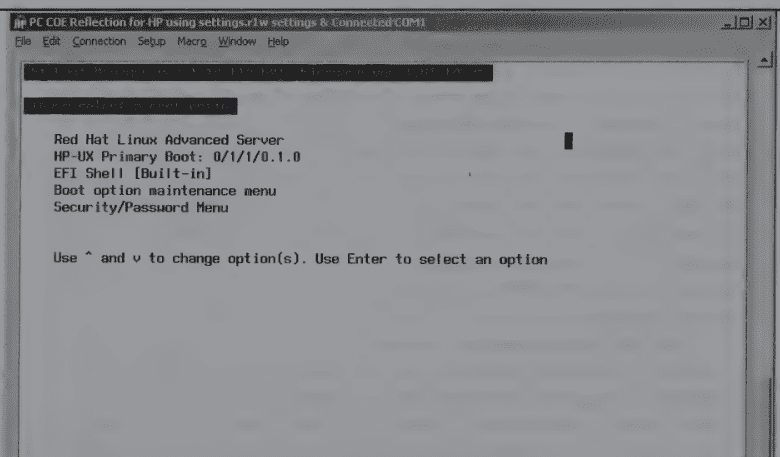 PC COE Reflection for HP using settings.r1w settings & Connected COM1
File Edit Connection Setup Macro Window Help
Red Hat Linux Advanced Server
HP-UX Primary Boot: 0/1/1/0.1.0
EFI Shell [Built-in]
Boot option maintenance menu
Security/Password Menu
Use ^ and v to change option(s). Use Enter to select an option